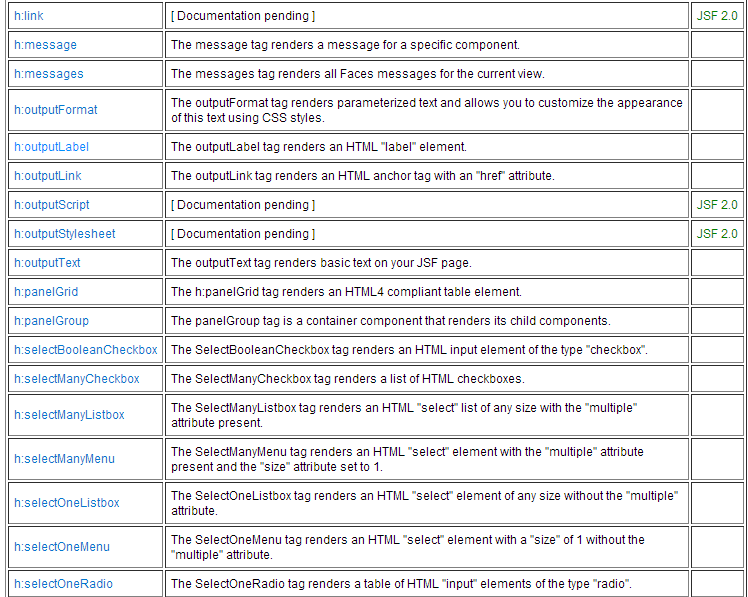 h:link [ Documentation pending ] JSF 2.0
h:message The message tag renders a message for a specific component.
h:messages The messages tag renders all Faces messages for the current view.
h:outputFormat The outputFormat tag renders parameterized text and allows you to customize the appearance
of this text using CSS styles.
h:outputLabel The outputLabel tag renders an HTML "label" element.
h:outputLink The outputLink tag renders an HTML anchor tag with an "href" attribute.
h:outputScript [ Documentation pending ] JSF 2.0
h:outputStylesheet [ Documentation pending ] JSF 2.0
h:outputText The outputText tag renders basic text on your JSF page.
h:panelGrid The h:panelGrid tag renders an HTML4 compliant table element.
h:panelGroup The panelGroup tag is a container component that renders its child components.
h:selectBooleanCheckbox The SelectBooleanCheckbox tag renders an HTML input element of the type "checkbox".
h:selectManyCheckbox The SelectManyCheckbox tag renders a list of HTML checkboxes.
h:selectManyListbox The SelectManyListbox tag renders an HTML "select" list of any size with the "multiple"
attribute present.
h:selectManyMenu The SelectManyMenu tag renders an HTML "select" element with the "multiple" attribute
present and the "size" attribute set to 1.
h:selectOneListbox The SelectOneListbox tag renders an HTML "select" element of any size without the "multiple"
attribute.
h:selectOneMenu The SelectOneMenu tag renders an HTML "select" element with a "size" of 1 without the
"multiple" attribute.
h:selectOneRadio The SelectOneRadio tag renders a table of HTML "input" elements of the type "radio".